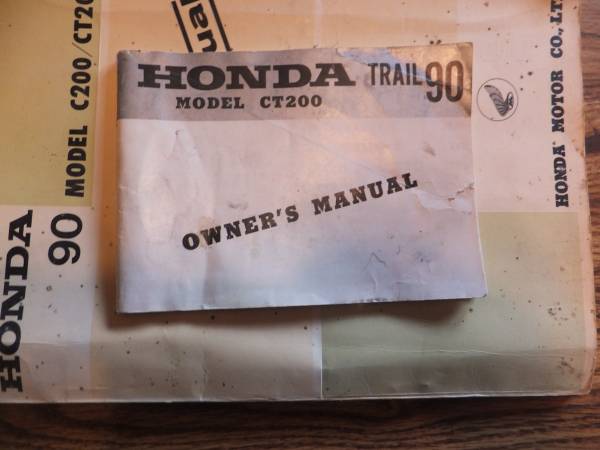 HONDA TRAIL 90
MODEL CT200
OWNER'S MANUAL
HONDA 90 MODEL C200/CT20
HONDA MOTOR CO., LT